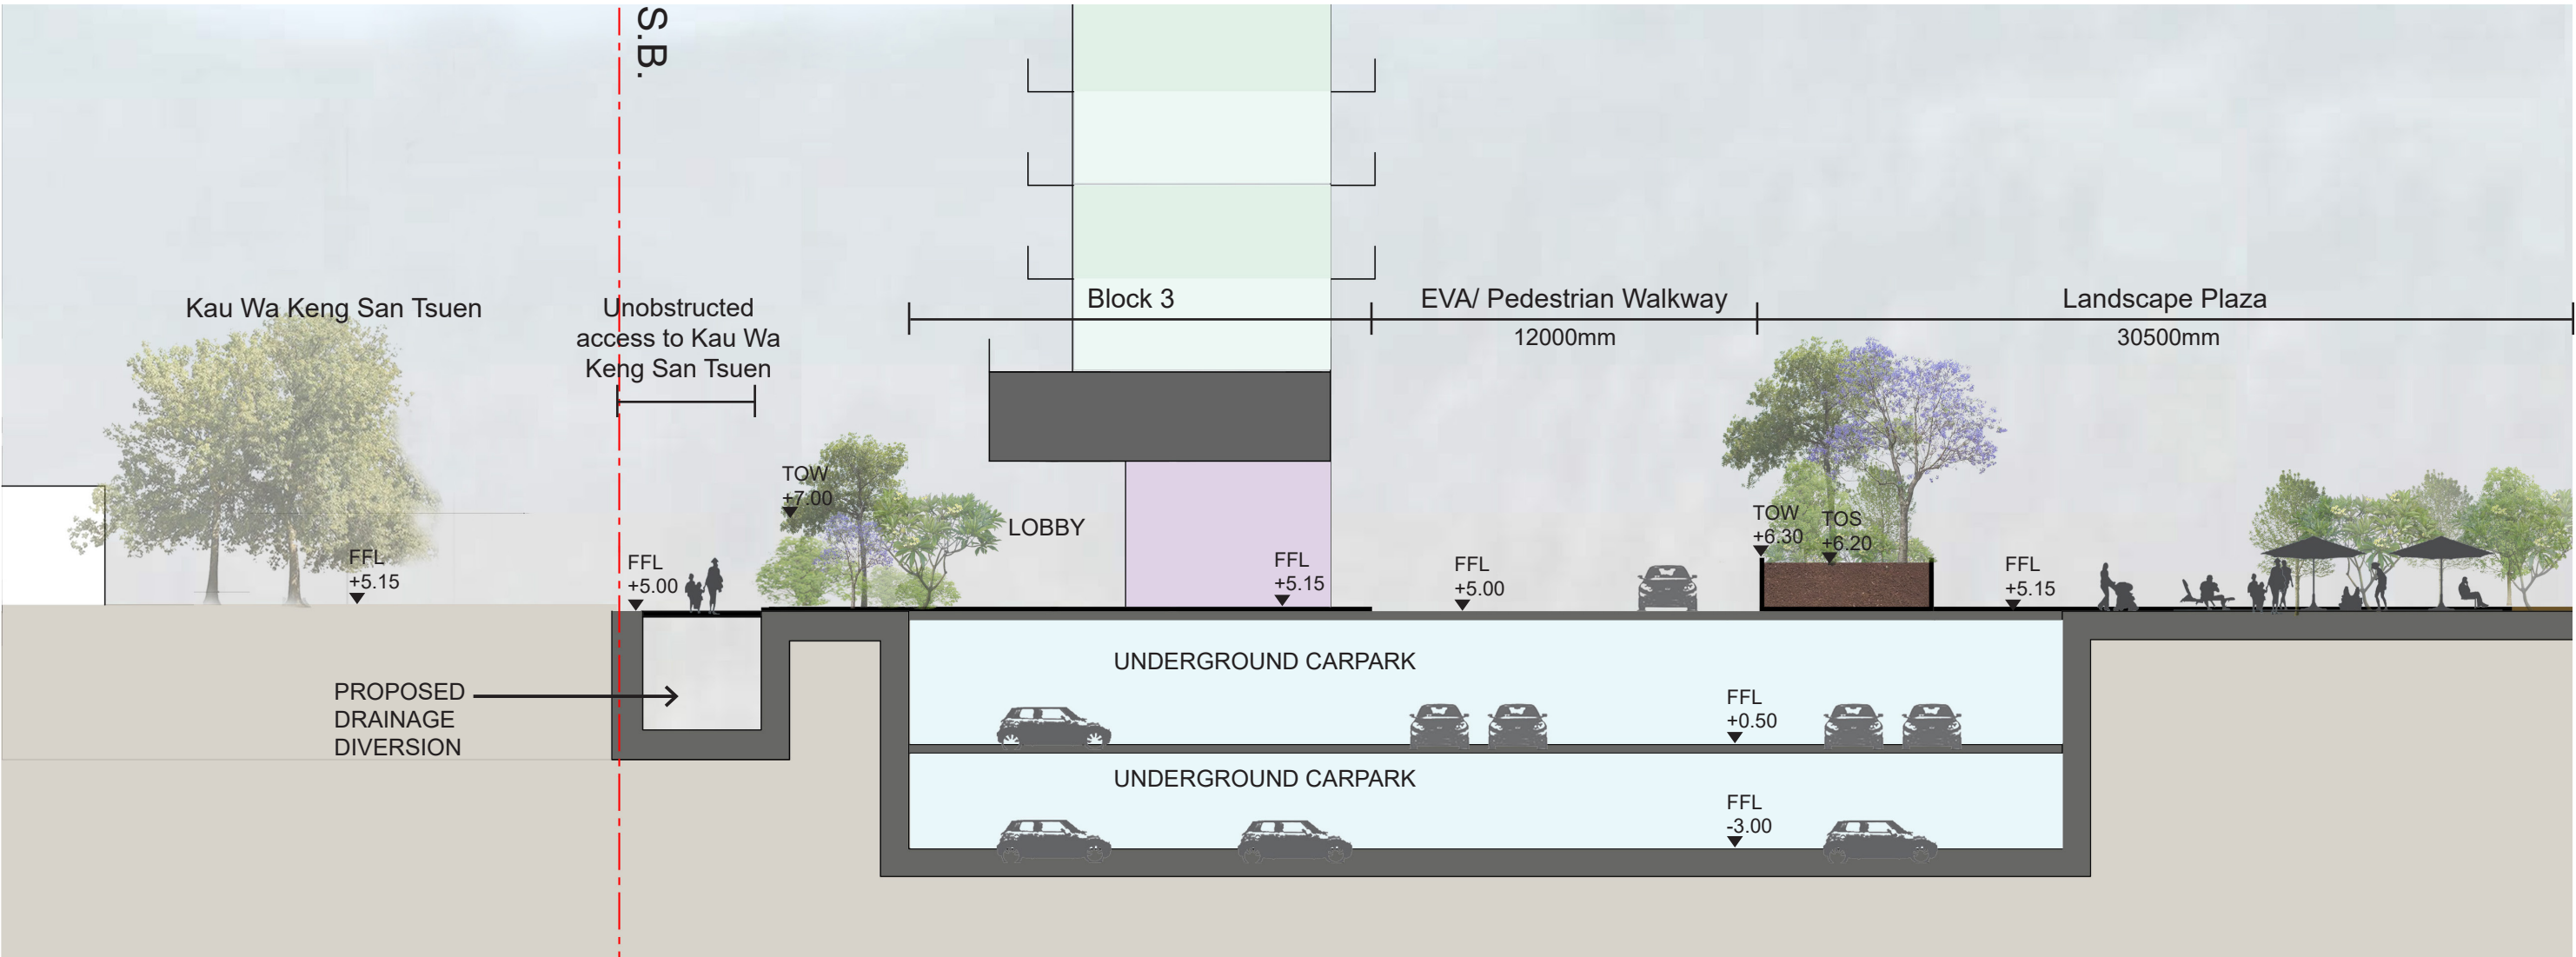 S.B.
Kau Wa Keng San Tsuen
Unobstructed
access to Kau Wa
Keng San Tsuen
Block 3
EVA/ Pedestrian Walkway
12000mm
Landscape Plaza
30500mm
TOW
+7.00
LOBBY
TOW
+6.30
TOS
+6.20
FFL
+5.15
FFL
+5.00
FFL
+5.15
FFL
+5.00
FFL
+5.15
PROPOSED
DRAINAGE
DIVERSION
UNDERGROUND CARPARK
FFL
+0.50
UNDERGROUND CARPARK
FFL
-3.00